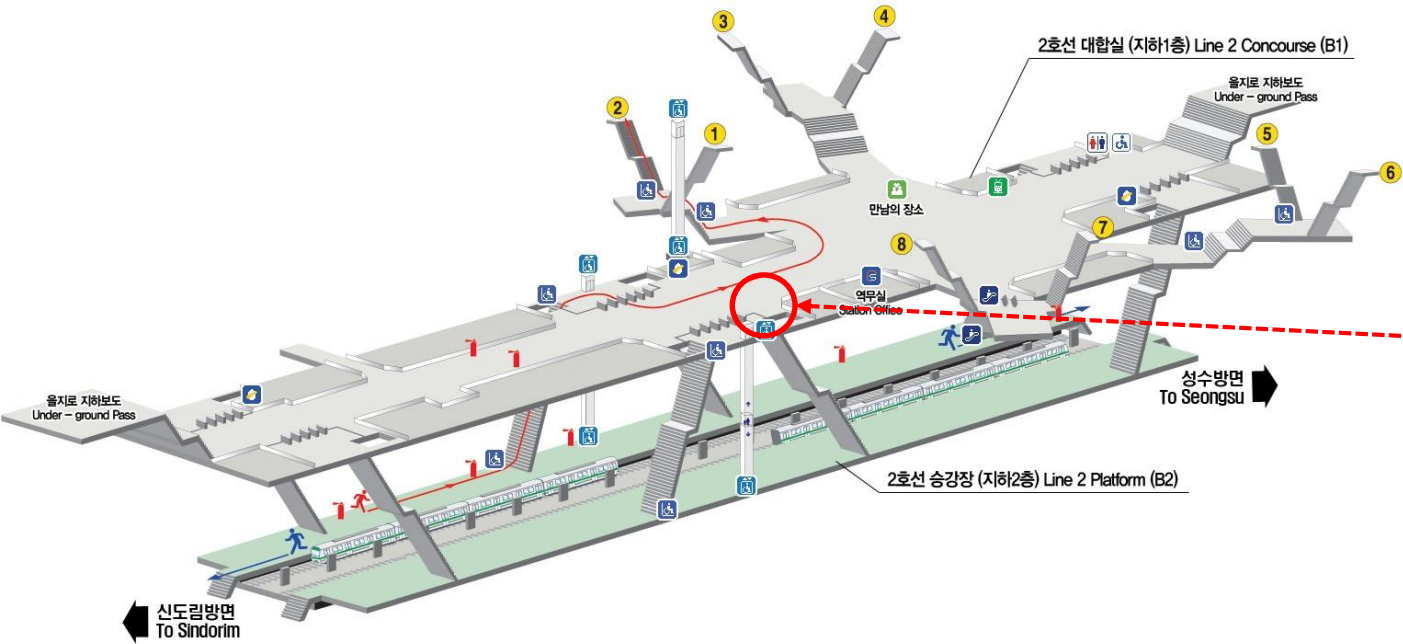 3
4
2호선 대합실 (지하1층) Line 2 Concourse (B1)
을지로 지하보도
Under - ground Pass
2
1
5
6
만남의 장소
8
7
역무실
Station Office
을지로 지하보도
Under - ground Pass
성수방면
To Seongsu
2호선 승강장 (지하2층) Line 2 Platform (B2)
신도림방면
To Sindorim